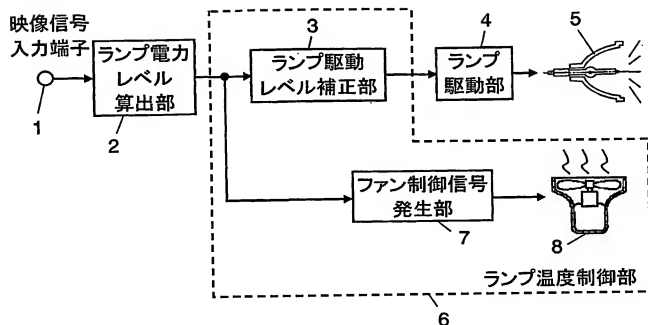 映像信号
入力端子
1
ランプ電力
レベル
算出部
2
3
ランプ駆動
レベル補正部
4
ランプ
駆動部
5
ファン制御信号
発生部
7
8
ランプ温度制御部
6